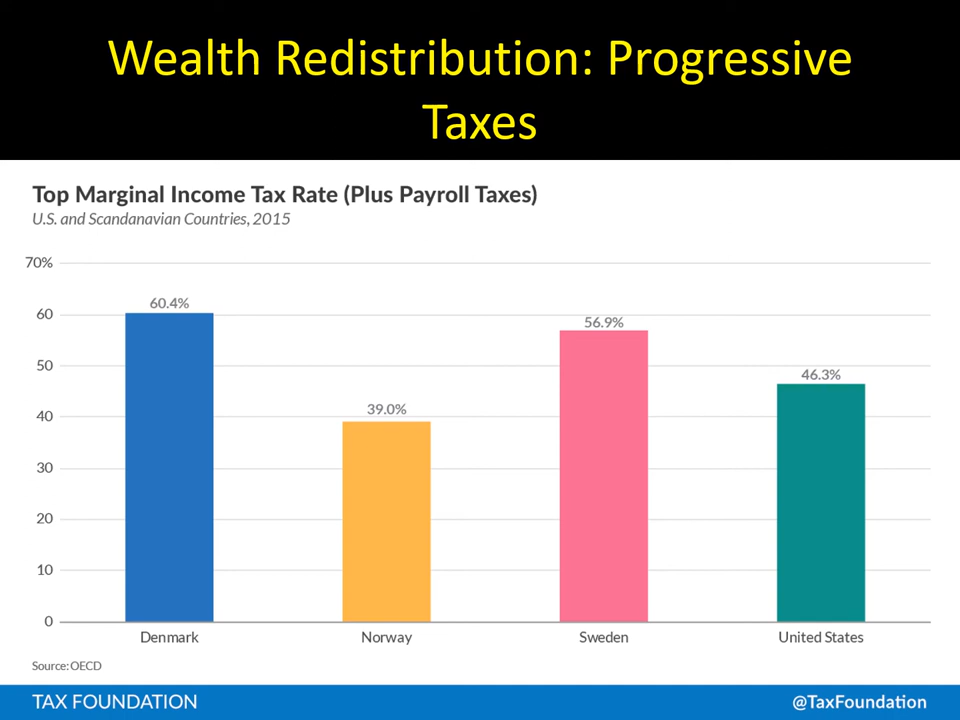 Wealth Redistribution: Progressive
Taxes
Top Marginal Income Tax Rate (Plus Payroll Taxes)
U.S. and Scandanavian Countries, 2015
70%
60
50
40
30
20
10
0
60.4%
39.0%
56.9%
46.3%
Denmark
Norway
Sweden
United States
Source: OECD
TAX FOUNDATION
@TaxFoundation